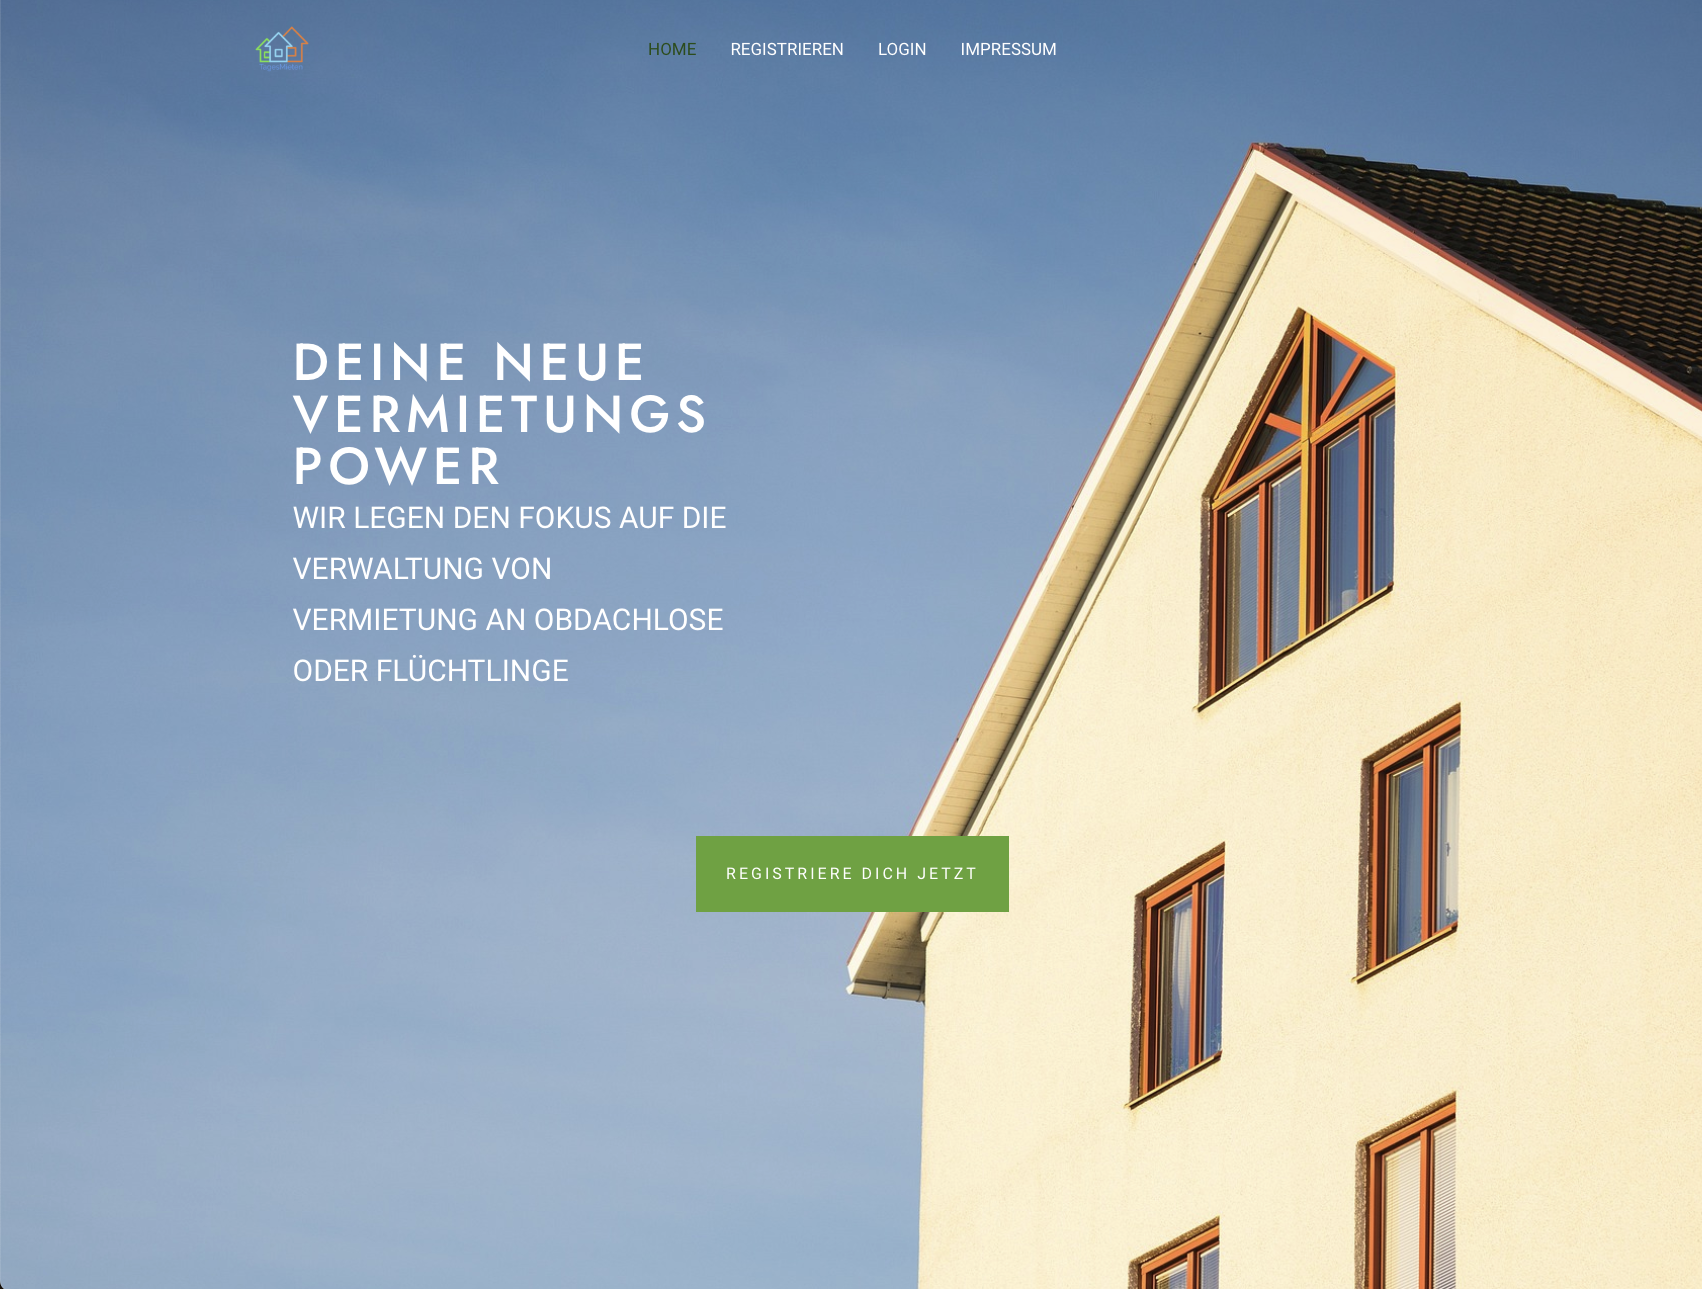 HOME REGISTRIEREN LOGIN IMPRESSUM
DEINE NEUE
VERMIETUNGS
POWER
WIR LEGEN DEN FOKUS AUF DIE
VERWALTUNG VON
VERMIETUNG AN OBDACHLOSE
ODER FLÜCHTLINGE
REGISTRIERE DICH JETZT